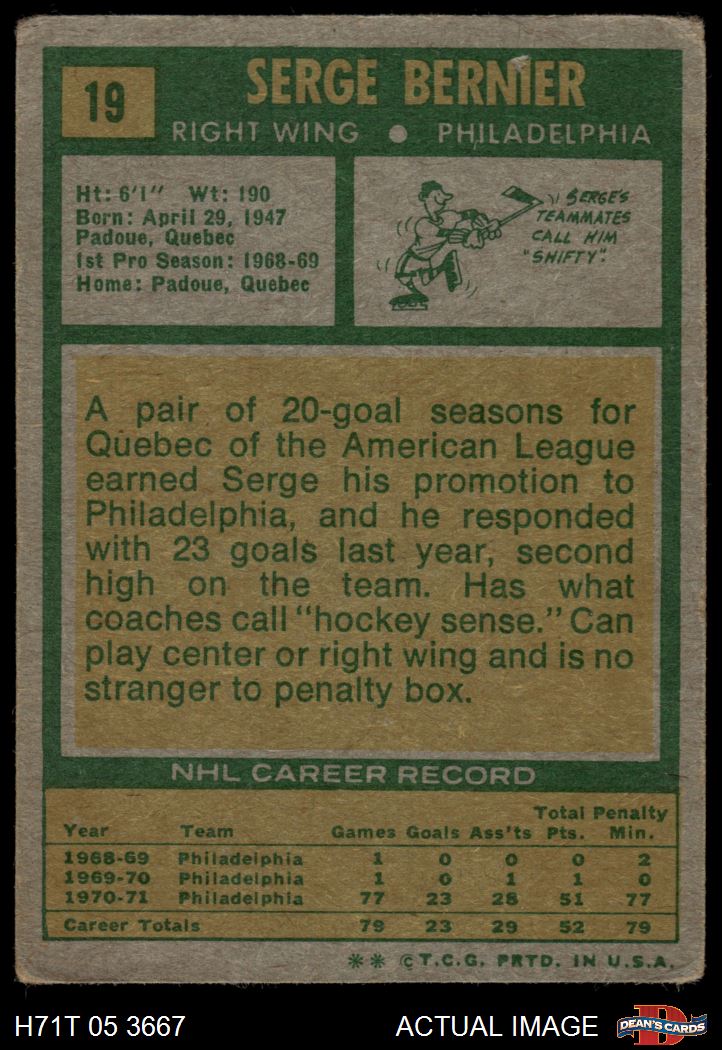 19
SERGE BERNIER
RIGHT WING ● PHILADELPHIA
Ht: 6'1" Wt: 190
Born: April 29, 1947
Padoue, Quebec
1st Pro Season: 1968-69
Home: Padoue, Quebec
SERGE'S
TEAMMATES
CALL HIM
"SHIFTY".
A pair of 20-goal seasons for
Quebec of the American League
earned Serge his promotion to
Philadelphia, and he responded
with 23 goals last year, second
high on the team. Has what
coaches call "hockey sense." Can
play center or right wing and is no
stranger to penalty box.
NHL CAREER RECORD
Year Team Games Goals Ass'ts Total Pts. Penalty Min.
1968-69 Philadelphia 1 0 0 0 2
1969-70 Philadelphia 1 0 1 1 0
1970-71 Philadelphia 77 23 28 51 77
Career Totals 79 23 29 52 79
** © T.C.G. PRTD. IN U.S.A.
H71T 05 3667 ACTUAL IMAGE
D
DEAN'S CARDS